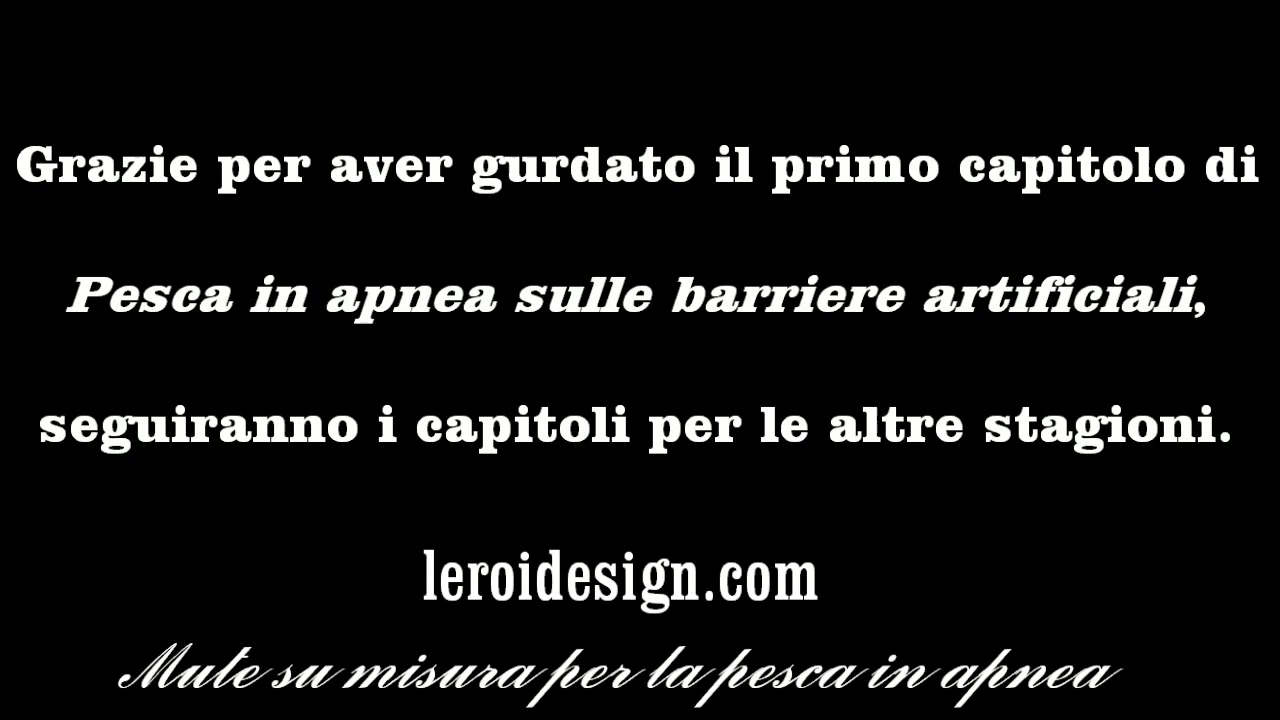 Grazie per aver gurdato il primo capitolo di
Pesca in apnea sulle barriere artificiali,
seguiranno i capitoli per le altre stagioni.
leroidesign.com
Mute su misura per la pesca in apnea